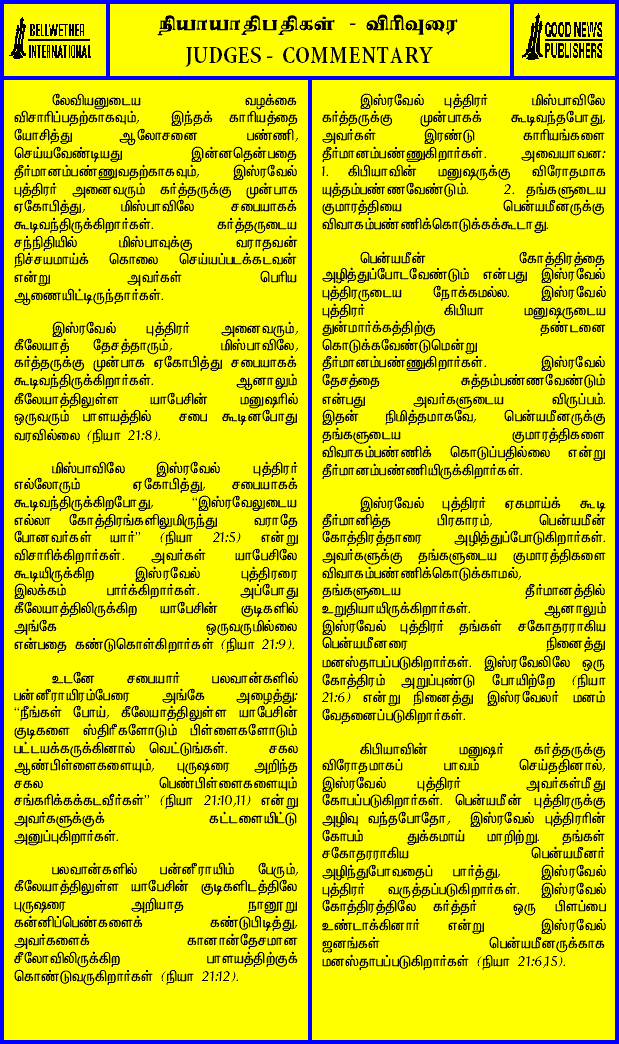 BELLWETHER
INTERNATIONAL
நியாயாதிபதிகள் - விரிவுரை
JUDGES - COMMENTARY
GOOD NEWS
PUBLISHERS
லேவியனுடைய வழக்கை
விசாரிப்பதற்காகவும், இந்தக் காரியத்தை
யோசித்து ஆலோசனை பண்ணி,
செய்யவேண்டியது இன்னதென்பதை
தீர்மானம்பண்ணுவதற்காகவும், இஸ்ரவேல்
புத்திரர் அனைவரும் கர்த்தருக்கு முன்பாக
ஏகோபித்து, மிஸ்பாவிலே சபையாகக்
கூடிவந்திருக்கிறார்கள். கர்த்தருடைய
சந்நிதியில் மிஸ்பாவுக்கு வராதவன்
நிச்சயமாய்க் கொலை செய்யப்படக்கடவன்
என்று அவர்கள் பெரிய
ஆணையிட்டிருந்தார்கள்.
இஸ்ரவேல் புத்திரர் அனைவரும்,
கீலேயாத் தேசத்தாரும், மிஸ்பாவிலே,
கர்த்தருக்கு முன்பாக ஏகோபித்து சபையாகக்
கூடிவந்திருக்கிறார்கள். ஆனாலும்
கீலேயாத்திலுள்ள யாபேசின் மனுஷரில்
ஒருவரும் பாளயத்தில் சபை கூடினபோது
வரவில்லை (நியா 21:8).
மிஸ்பாவிலே இஸ்ரவேல் புத்திரர்
எல்லோரும் ஏகோபித்து, சபையாகக்
கூடிவந்திருக்கிறபோது, "இஸ்ரவேலுடைய
எல்லா கோத்திரங்களிலுமிருந்து வராதே
போனவர்கள் யார்" (நியா 21:5) என்று
விசாரிக்கிறார்கள். அவர்கள் யாபேசிலே
கூடியிருக்கிற இஸ்ரவேல் புத்திரரை
இலக்கம் பார்க்கிறார்கள். அப்போது
கீலேயாத்திலிருக்கிற யாபேசின் குடிகளில்
அங்கே ஒருவருமில்லை
என்பதை கண்டுகொள்கிறார்கள் (நியா 21:9).
உடனே சபையார் பலவான்களில்
பன்னீராயிரம்பேரை அங்கே அழைத்து:
"நீங்கள் போய், கீலேயாத்திலுள்ள யாபேசின்
குடிகளை ஸ்திரீகளோடும் பிள்ளைகளோடும்
பட்டயக்கருக்கினால் வெட்டுங்கள். சகல
ஆண்பிள்ளைகளையும், புருஷரை அறிந்த
சகல பெண்பிள்ளைகளையும்
சங்கரிக்கக்கடவீர்கள்" (நியா 21:10,11) என்று
அவர்களுக்குக் கட்டளையிட்டு
அனுப்புகிறார்கள்.
பலவான்களில் பன்னீராயிம் பேரும்,
கீலேயாத்திலுள்ள யாபேசின் குடிகளிடத்திலே
புருஷரை அறியாத நானூறு
கன்னிப்பெண்களைக் கண்டுபிடித்து,
அவர்களைக் கானான்தேசமான
சீலோவிலிருக்கிற பாளயத்திற்குக்
கொண்டுவருகிறார்கள் (நியா 21:12).
இஸ்ரவேல் புத்திரர் மிஸ்பாவிலே
கர்த்தருக்கு முன்பாகக் கூடிவந்தபோது,
அவர்கள் இரண்டு காரியங்களை
தீர்மானம்பண்ணுகிறார்கள். அவையாவன:
1. கிபியாவின் மனுஷருக்கு விரோதமாக
யுத்தம்பண்ணவேண்டும். 2. தங்களுடைய
குமாரத்தியை பென்யமீனருக்கு
விவாகம்பண்ணிக்கொடுக்கக்கூடாது.
பென்யமீன் கோத்திரத்தை
அழித்துப்போடவேண்டும் என்பது இஸ்ரவேல்
புத்திரருடைய நோக்கமல்ல. இஸ்ரவேல்
புத்திரர் கிபியா மனுஷருடைய
துன்மார்க்கத்திற்கு தண்டனை
கொடுக்கவேண்டுமென்று
தீர்மானம்பண்ணுகிறார்கள். இஸ்ரவேல்
தேசத்தை சுத்தம்பண்ணவேண்டும்
என்பது அவர்களுடைய விருப்பம்.
இதன் நிமித்தமாகவே, பென்யமீனருக்கு
தங்களுடைய குமாரத்திகளை
விவாகம்பண்ணிக் கொடுப்பதில்லை என்று
தீர்மானம்பண்ணியிருக்கிறார்கள்.
இஸ்ரவேல் புத்திரர் ஏகமாய்க் கூடி
தீர்மானித்த பிரகாரம், பென்யமீன்
கோத்திரத்தாரை அழித்துப்போடுகிறார்கள்.
அவர்களுக்கு தங்களுடைய குமாரத்திகளை
விவாகம்பண்ணிக்கொடுக்காமல்,
தங்களுடைய தீர்மானத்தில்
உறுதியாயிருக்கிறார்கள். ஆனாலும்
இஸ்ரவேல் புத்திரர் தங்கள் சகோதரராகிய
பென்யமீனரை நினைத்து
மனஸ்தாபப்படுகிறார்கள். இஸ்ரவேலிலே ஒரு
கோத்திரம் அறுப்புண்டு போயிற்றே (நியா
21:6) என்று நினைத்து இஸ்ரவேலர் மனம்
வேதனைப்படுகிறார்கள்.
கிபியாவின் மனுஷர் கர்த்தருக்கு
விரோதமாகப் பாவம் செய்ததினால்,
இஸ்ரவேல் புத்திரர் அவர்கள்மீது
கோபப்படுகிறார்கள். பென்யமீன் புத்திரருக்கு
அழிவு வந்தபோதோ, இஸ்ரவேல் புத்திரரின்
கோபம் துக்கமாய் மாறிற்று. தங்கள்
சகோதரராகிய பென்யமீனர்
அழிந்துபோவதைப் பார்த்து, இஸ்ரவேல்
புத்திரர் வருத்தப்படுகிறார்கள். இஸ்ரவேல்
கோத்திரத்திலே கர்த்தர் ஒரு பிளப்பை
உண்டாக்கினார் என்று இஸ்ரவேல்
ஜனங்கள் பென்யமீனருக்காக
மனஸ்தாபப்படுகிறார்கள் (நியா 21:6,15).